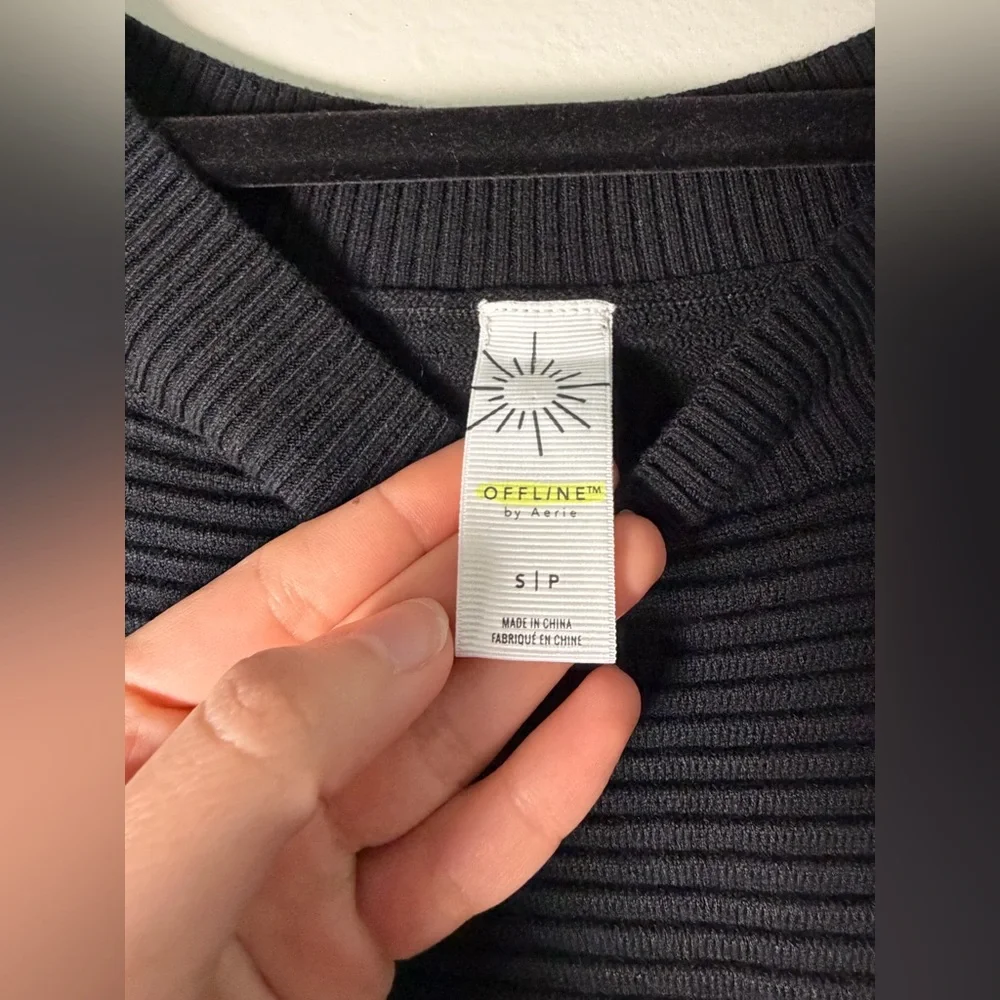 OFFLINE™
by Aerie
S|P
MADE IN CHINA
FABRIQUÉ EN CHINE